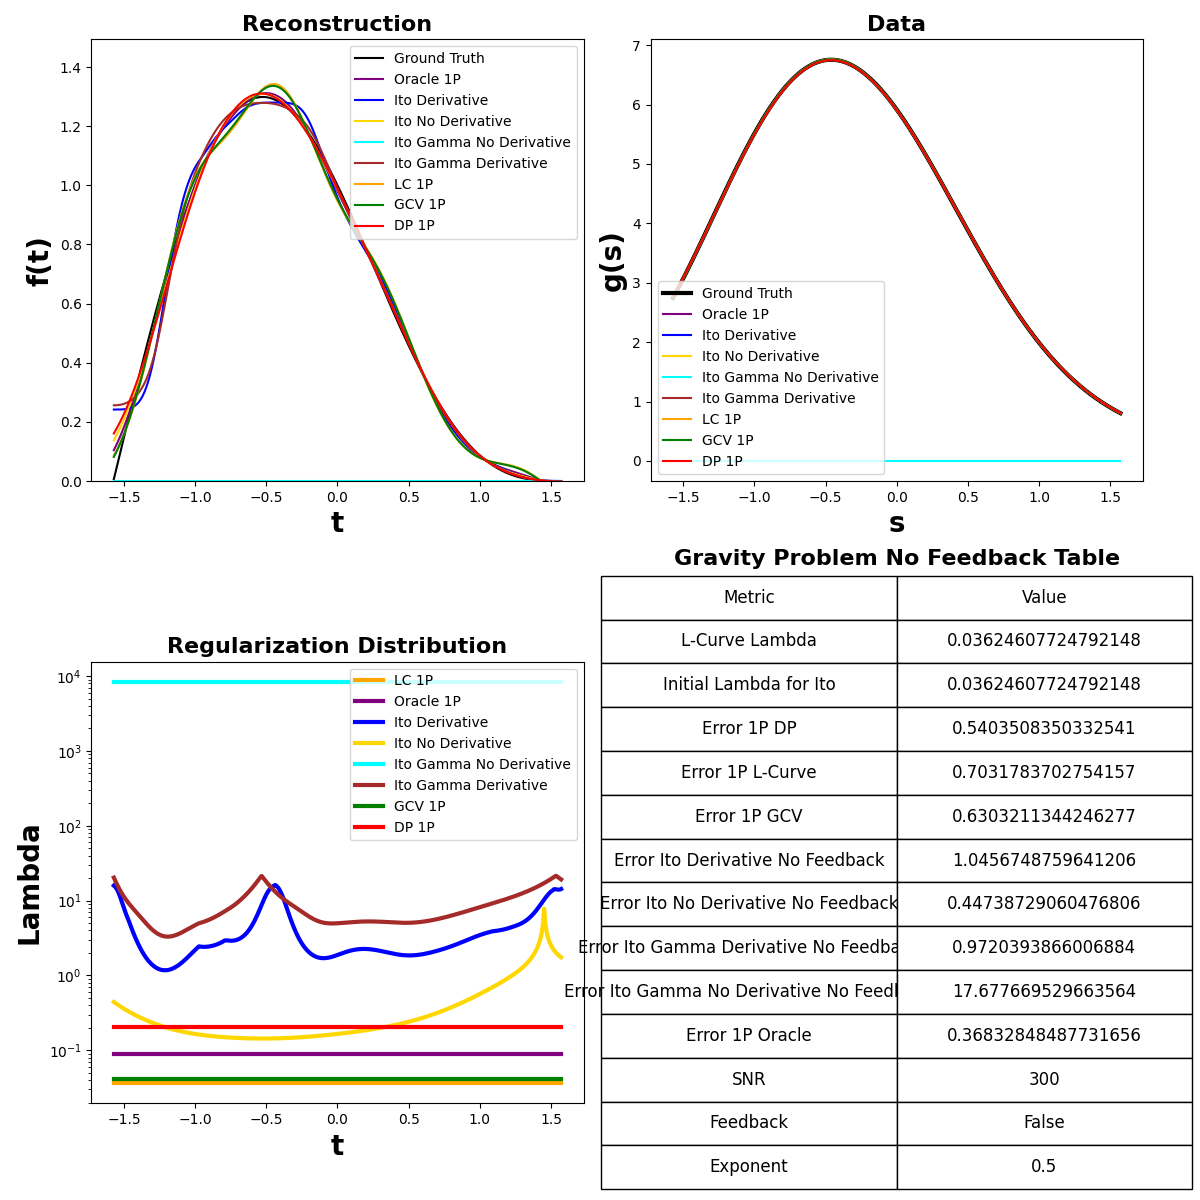 Reconstruction
1.4
1.2
1.0
0.8
0.6
0.4
0.2
0.0
f(t)
−1.5 −1.0 −0.5 0.0 0.5 1.0 1.5
t
Ground Truth
Oracle 1P
Ito Derivative
Ito No Derivative
Ito Gamma No Derivative
Ito Gamma Derivative
LC 1P
GCV 1P
DP 1P
Data
7
6
5
4
3
2
1
0
g(s)
−1.5 −1.0 −0.5 0.0 0.5 1.0 1.5
s
Ground Truth
Oracle 1P
Ito Derivative
Ito No Derivative
Ito Gamma No Derivative
Ito Gamma Derivative
LC 1P
GCV 1P
DP 1P
Regularization Distribution
10^4
10^3
10^2
10^1
10^0
10^−1
Lambda
−1.5 −1.0 −0.5 0.0 0.5 1.0 1.5
t
LC 1P
Oracle 1P
Ito Derivative
Ito No Derivative
Ito Gamma No Derivative
Ito Gamma Derivative
GCV 1P
DP 1P
Gravity Problem No Feedback Table
Metric Value
L-Curve Lambda 0.03624607724792148
Initial Lambda for Ito 0.03624607724792148
Error 1P DP 0.5403508350332541
Error 1P L-Curve 0.7031783702754157
Error 1P GCV 0.6303211344246277
Error Ito Derivative No Feedback 1.0456748759641206
Error Ito No Derivative No Feedback 0.44738729060476806
Error Ito Gamma Derivative No Feedba 0.9720393866006884
Error Ito Gamma No Derivative No Feedl 17.677669529663564
Error 1P Oracle 0.36832848487731656
SNR 300
Feedback False
Exponent 0.5